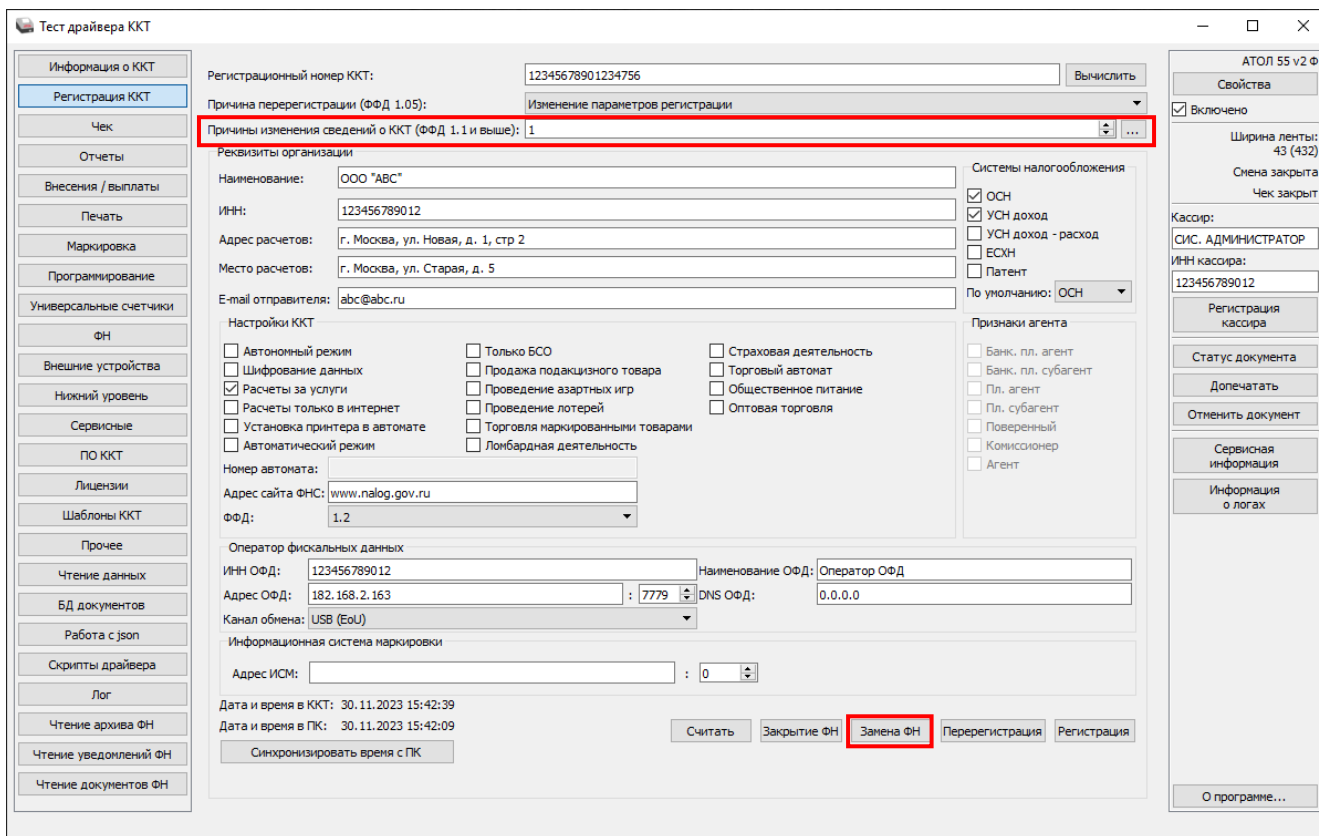 Тест драйвера ККТ
Информация о ККТ
Регистрация ККТ
Чек
Отчеты
Внесения / выплаты
Печать
Маркировка
Программирование
Универсальные счетчики
ФН
Внешние устройства
Нижний уровень
Сервисные
ПО ККТ
Лицензии
Шаблоны ККТ
Прочее
Чтение данных
БД документов
Работа с json
Скрипты драйвера
Лог
Чтение архива ФН
Чтение уведомлений ФН
Чтение документов ФН
Регистрационный номер ККТ: 12345678901234756 Вычислить
Причина перерегистрации (ФФД 1.05): Изменение параметров регистрации
Причины изменения сведений о ККТ (ФФД 1.1 и выше): 1 ...
Реквизиты организации
Наименование: ООО "АВС"
ИНН: 123456789012
Адрес расчетов: г. Москва, ул. Новая, д. 1, стр 2
Место расчетов: г. Москва, ул. Старая, д. 5
E-mail отправителя: abc@abc.ru
Системы налогообложения
ОСН
УСН доход
УСН доход - расход
ЕСХН
Патент
По умолчанию: ОСН
Настройки ККТ
Автономный режим
Шифрование данных
Расчеты за услуги
Расчеты только в интернет
Установка принтера в автомате
Автоматический режим
Только БСО
Продажа подакцизного товара
Проведение азартных игр
Проведение лотерей
Торговля маркированными товарами
Ломбардная деятельность
Страховая деятельность
Торговый автомат
Общественное питание
Оптовая торговля
Номер автомата:
Адрес сайта ФНС: www.nalog.gov.ru
ФФД: 1.2
Признаки агента
Банк. пл. агент
Банк. пл. субагент
Пл. агент
Пл. субагент
Поверенный
Комиссионер
Агент
Оператор фискальных данных
ИНН ОФД: 123456789012 Наименование ОФД: Оператор ОФД
Адрес ОФД: 182.168.2.163 : 7779 DNS ОФД: 0.0.0.0
Канал обмена: USB (EoU)
Информационная система маркировки
Адрес ИСМ: : 0
Дата и время в ККТ: 30.11.2023 15:42:39
Дата и время в ПК: 30.11.2023 15:42:09
Синхронизировать время с ПК
Считать Закрытие ФН Замена ФН Перерегистрация Регистрация
АТОЛ 55 v2 Ф
Свойства
Включено
Ширина ленты:
43 (432)
Смена закрыта
Чек закрыт
Кассир:
СИС. АДМИНИСТРАТОР
ИНН кассира:
123456789012
Регистрация
кассира
Статус документа
Допечатать
Отменить документ
Сервисная
информация
Информация
о логах
О программе...